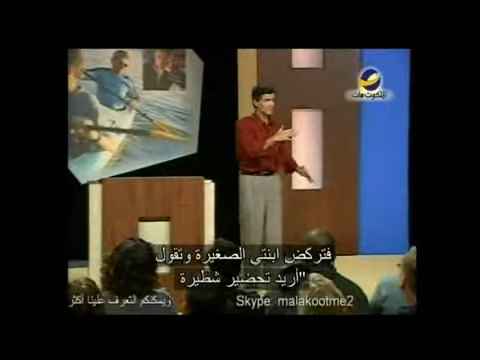 الملكوت سات
فتركض ابنتي الصغيرة وتقول
"أريد تحضير شطيرة
ويمكنكم التعرف علينا أكثر
Skype: malakootme2